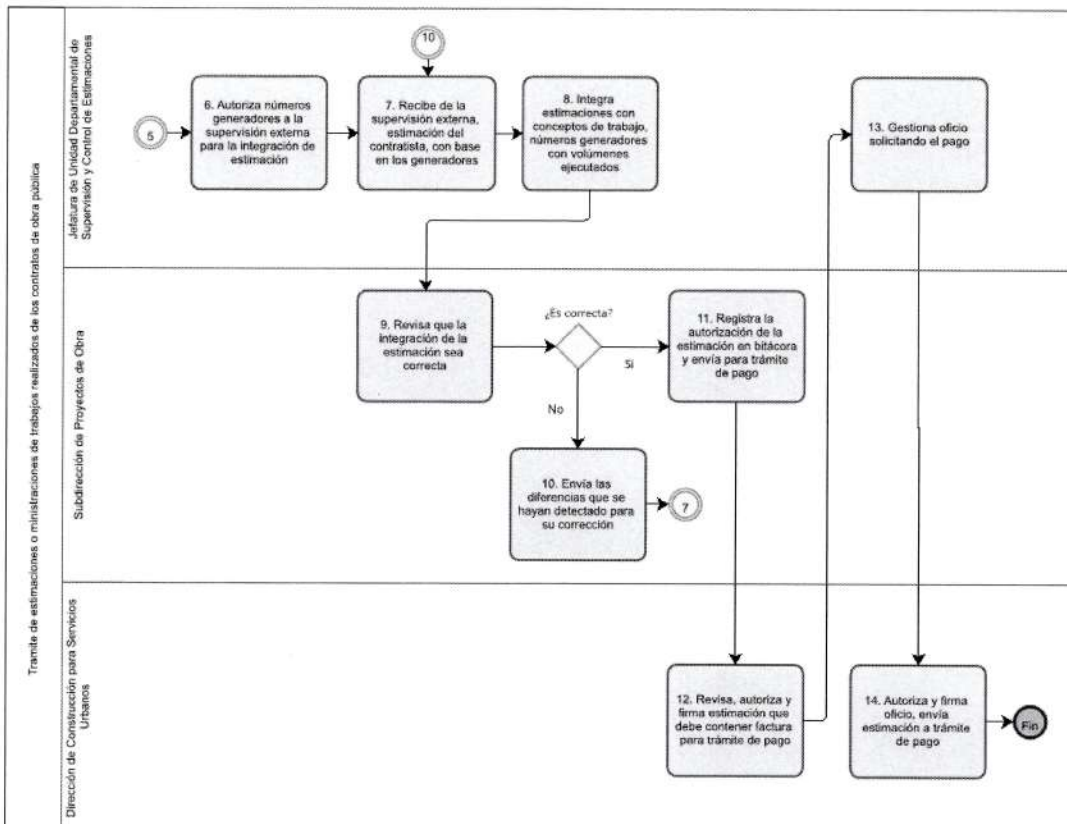 Tramite de estimaciones o ministraciones de trabajos realizados de los contratos de obra pública
Jefatura de Unidad Departamental de
Supervisión y Control de Estimaciones
5
6. Autoriza números
generadores a la
supervisión externa
para la integración de
estimación
10
7. Recibe de la
supervisión externa,
estimación del
contratista, con base
en los generadores
8. Integra
estimaciones con
conceptos de trabajo,
números generadores
con volúmenes
ejecutados
13. Gestiona oficio
solicitando el pago
Subdirección de Proyectos de Obra
9. Revisa que la
integración de la
estimación sea
correcta
¿Es correcta?
Si
No
11. Registra la
autorización de la
estimación en bitácora
y envía para trámite
de pago
10. Envía las
diferencias que se
hayan detectado para
su corrección
7
Dirección de Construcción para Servicios
Urbanos
12. Revisa, autoriza y
firma estimación que
debe contener factura
para trámite de pago
14. Autoriza y firma
oficio, envía
estimación a trámite
de pago
Fin